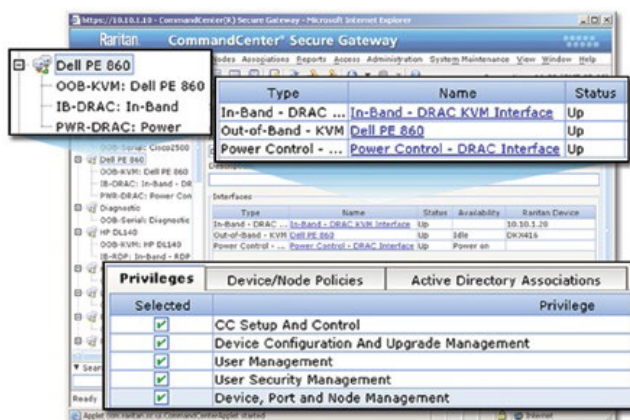 https://10.10.1.10 - CommandCenter(R) Secure Gateway - Microsoft Internet Explorer
Raritan. CommandCenter® Secure Gateway
Nodes Associations Reports Access Administration System Maintenance View Window Help
Dell PE 860
OOB-KVM: Dell PE 860
IB-DRAC: In-Band
PWR-DRAC: Power
Type Name Status
In-Band - DRAC ... In-Band - DRAC KVM Interface Up
Out-of-Band - KVM Dell PE 860 Up
Power Control - ... Power Control - DRAC Interface Up
OOB-Serial: Cisco2500
Dell PE 860
OOB-KVM: Dell PE 860
IB-DRAC: In-Band - DR
PWR-DRAC: Power Con
Diagnostic
OOB-Serial: Diagnostic
HP DL140
OOB-KVM: HP DL140
IB-RDP: In-Band - RDP
Interfaces
Type Name Status Availability Raritan Device
In-Band - DRAC ... In-Band - DRAC KVM Interface Up 10.10.1.20
Out-of-Band - KVM Dell PE 860 Up Idle DKX416
Power Control - ... Power Control - DRAC Interface Up Power on
Privileges Device/Node Policies Active Directory Associations
Selected Privilege
CC Setup And Control
Device Configuration And Upgrade Management
User Management
User Security Management
Device, Port and Node Management
Ready
Internet